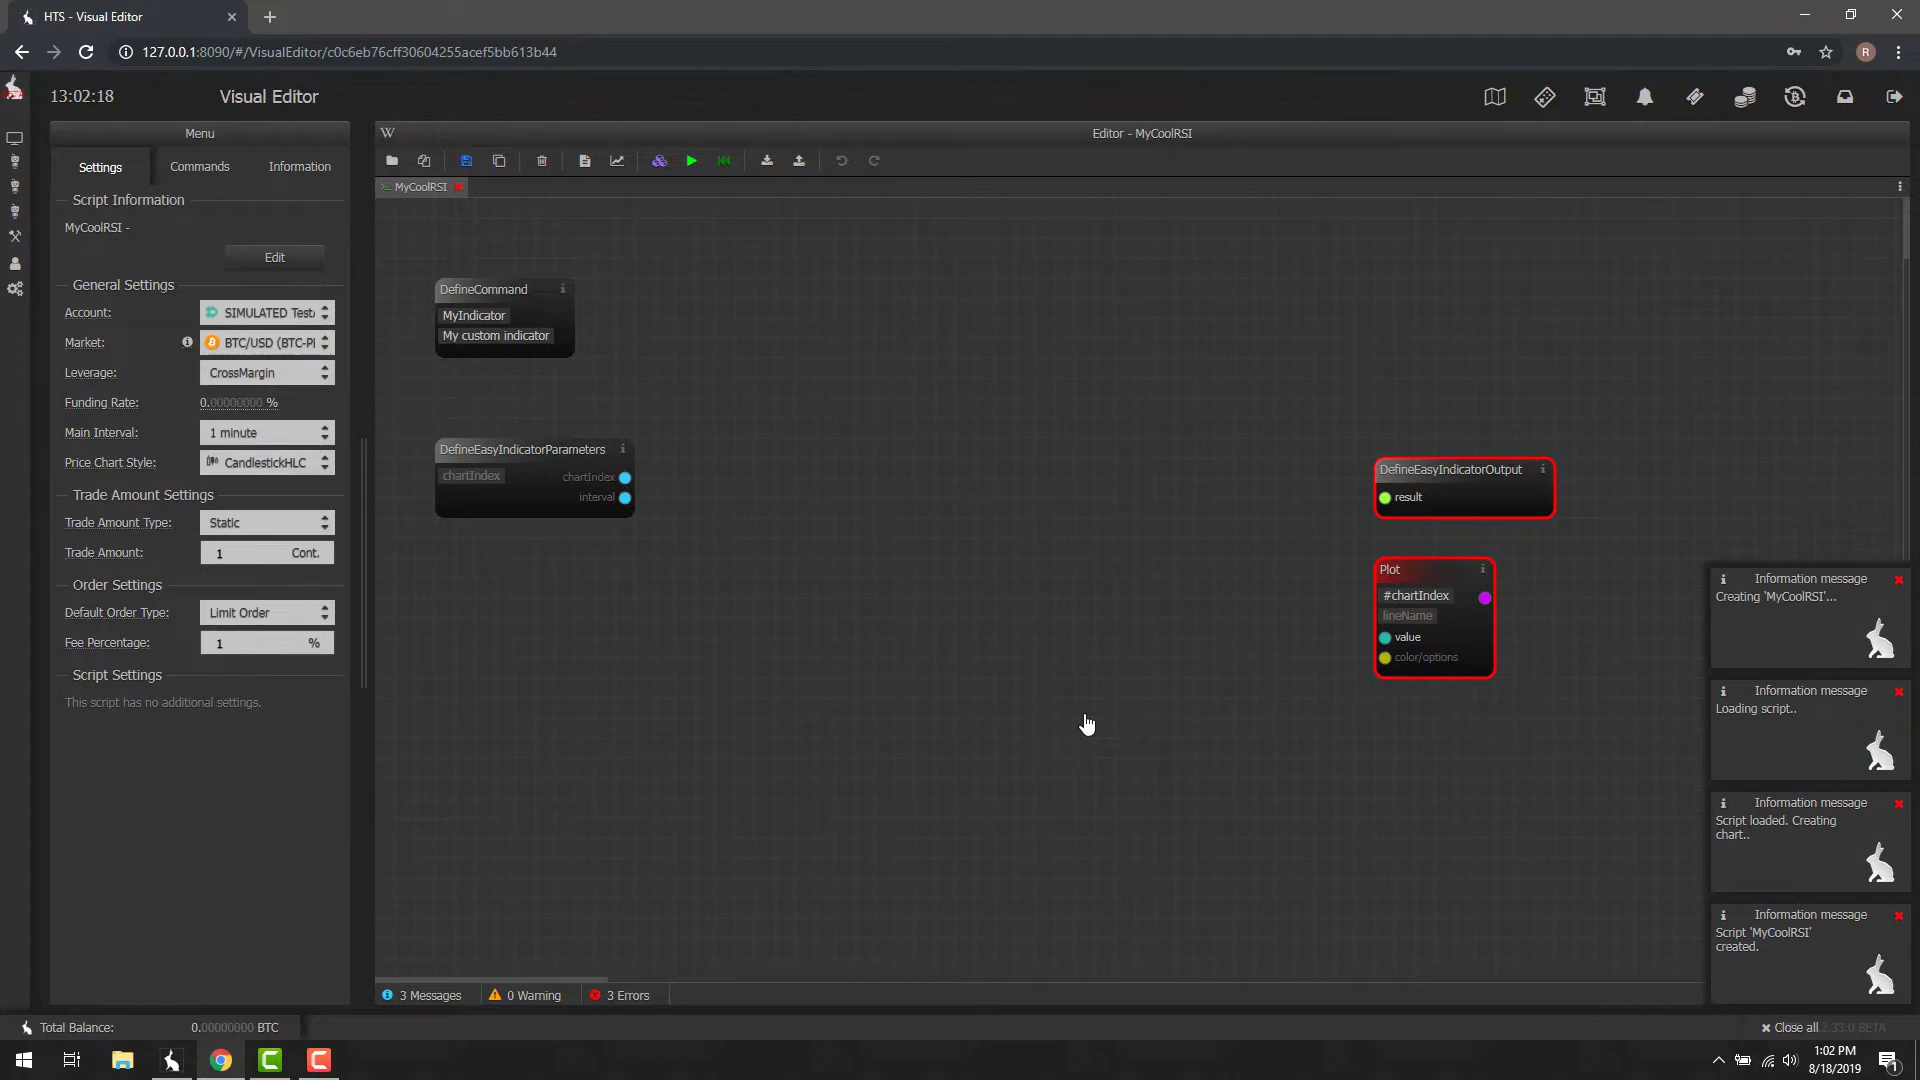 HTS - Visual Editor
127.0.0.1:8090/#/VisualEditor/c0c6eb76cff30604255acef5bb613b44
R
13:02:18
Visual Editor
Menu
Settings
Commands
Information
Script Information
MyCoolRSI -
Edit
General Settings
Account:
SIMULATED Test
Market:
BTC/USD (BTC-P
Leverage:
CrossMargin
Funding Rate:
0.00000000 %
Main Interval:
1 minute
Price Chart Style:
CandlestickHLC
Trade Amount Settings
Trade Amount Type:
Static
Trade Amount:
1 Cont.
Order Settings
Default Order Type:
Limit Order
Fee Percentage:
1 %
Script Settings
This script has no additional settings.
W
Editor - MyCoolRSI
MyCoolRSI
DefineCommand
MyIndicator
My custom indicator
DefineEasyIndicatorParameters
chartIndex
chartIndex
interval
DefineEasyIndicatorOutput
result
Plot
#chartIndex
lineName
value
color/options
Information message
Creating 'MyCoolRSI'...
Information message
Loading script..
Information message
Script loaded. Creating
chart..
Information message
Script 'MyCoolRSI'
created.
3 Messages
0 Warning
3 Errors
Total Balance:
0.00000000 BTC
Close all
2.33.0 BETA
1:02 PM
8/18/2019
1